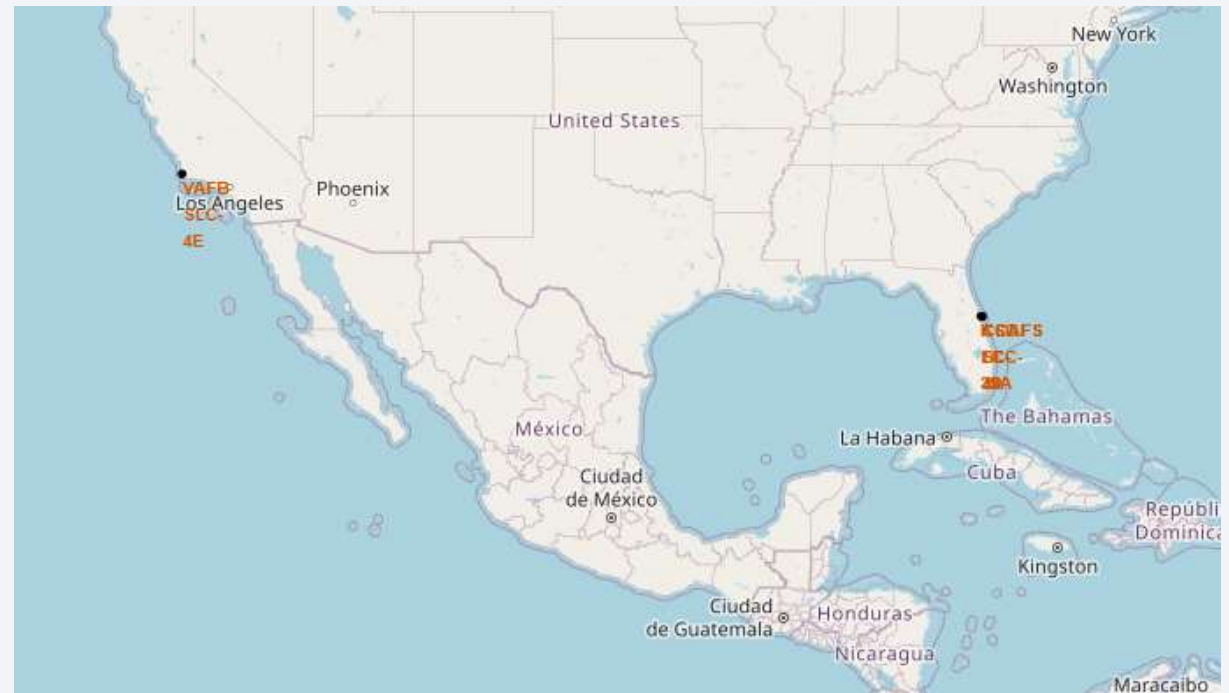 New York
Washington
United States
VAFB
SLC-
4E
Los Angeles
Phoenix
The Bahamas
México
La Habana
Cuba
Ciudad
de México
Repúbli
Dominica
Kingston
Ciudad
de Guatemala
Honduras
Nicaragua
Maracaibo